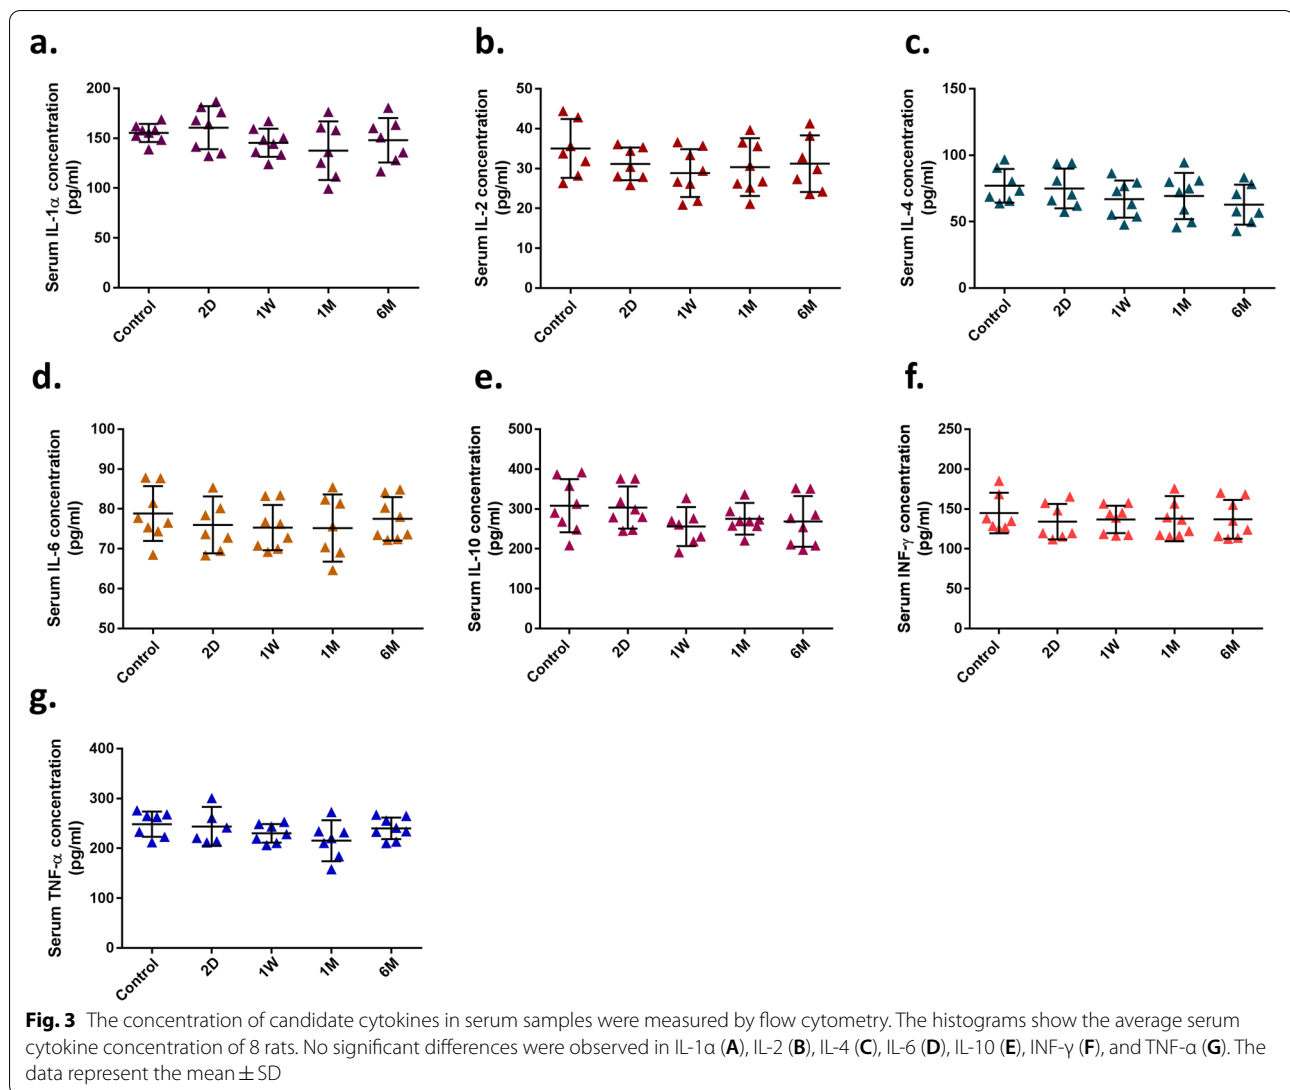 a.
Serum IL-1α concentration
(pg/ml)
200
150
100
50
0
Control
2D
1W
1M
6M
b.
Serum IL-2 concentration
(pg/ml)
50
40
30
20
10
0
Control
2D
1W
1M
6M
c.
Serum IL-4 concentration
(pg/ml)
150
100
50
0
Control
2D
1W
1M
6M
d.
Serum IL-6 concentration
(pg/ml)
100
90
80
70
60
50
Control
2D
1W
1M
6M
e.
Serum IL-10 concentration
(pg/ml)
500
400
300
200
100
0
Control
2D
1W
1M
6M
f.
Serum INF-γ concentration
(pg/ml)
250
200
150
100
50
0
Control
2D
1W
1M
6M
g.
Serum TNF-α concentration
(pg/ml)
400
300
200
100
0
Control
2D
1W
1M
6M
Fig. 3 The concentration of candidate cytokines in serum samples were measured by flow cytometry. The histograms show the average serum
cytokine concentration of 8 rats. No significant differences were observed in IL-1α (A), IL-2 (B), IL-4 (C), IL-6 (D), IL-10 (E), INF-γ (F), and TNF-α (G). The
data represent the mean ± SD